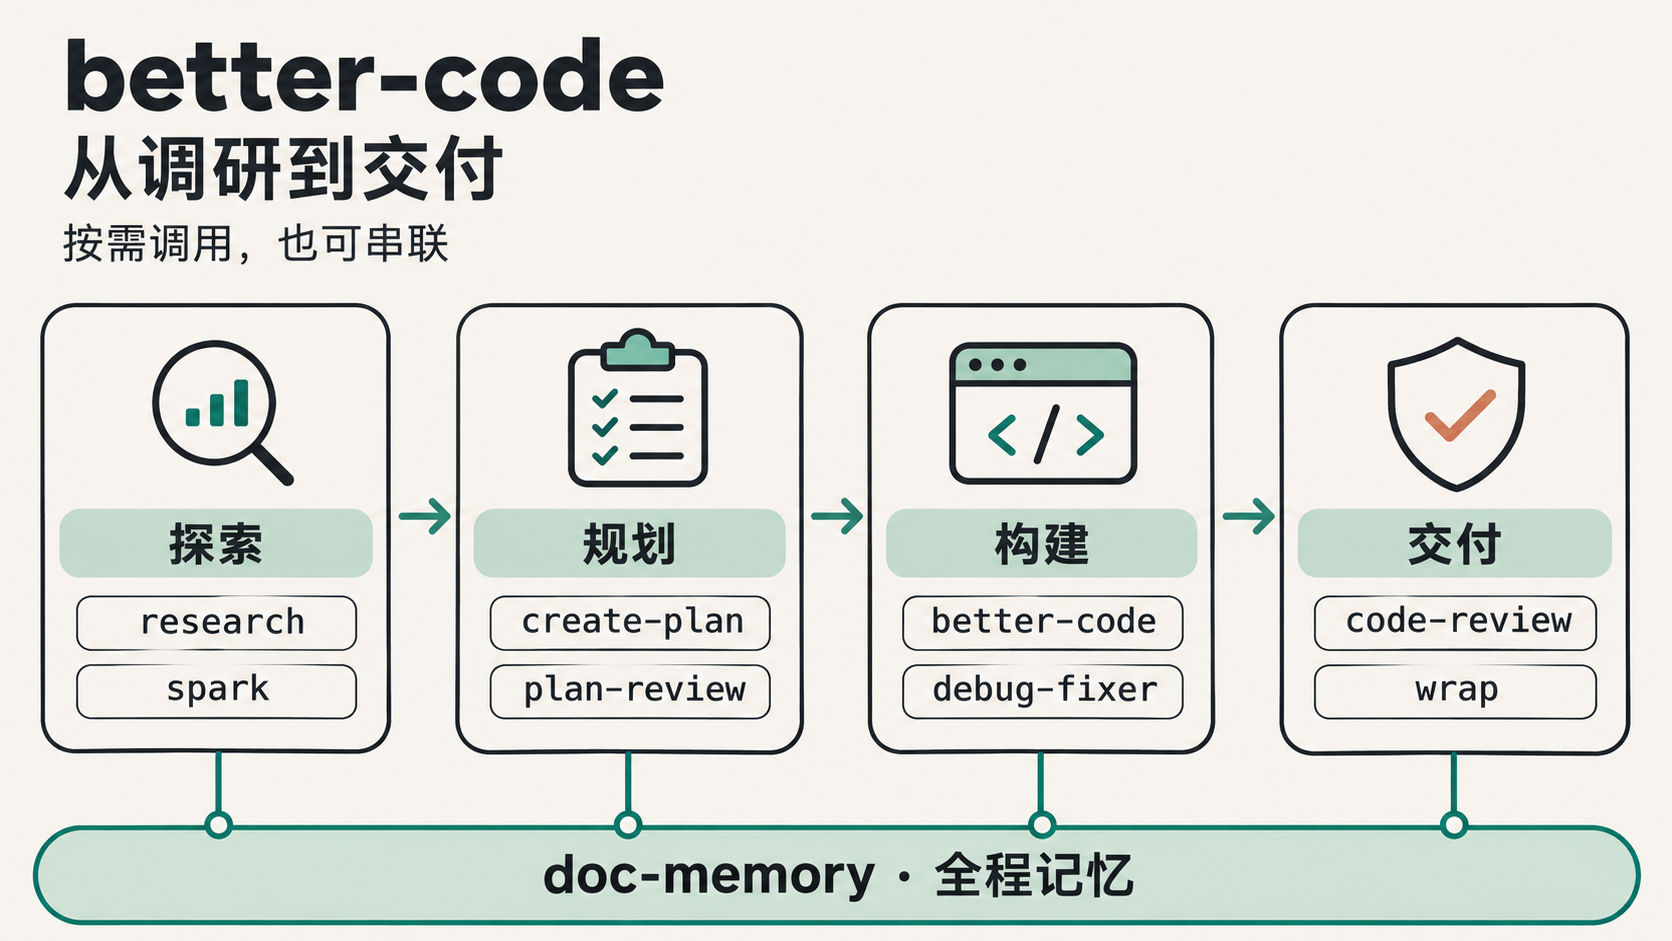 better-code
从调研到交付
按需调用，也可串联
探索
research
spark
规划
create-plan
plan-review
构建
better-code
debug-fixer
交付
code-review
wrap
doc-memory · 全程记忆